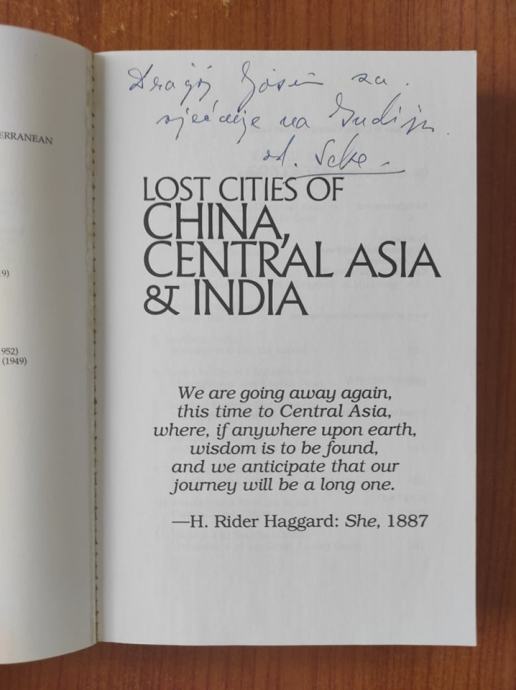 ERRANEAN
9)
952)
(1949)
Dragoj za
sjećanje na Indiju
od Seke
LOST CITIES OF
CHINA,
CENTRAL ASIA
& INDIA
We are going away again,
this time to Central Asia,
where, if anywhere upon earth,
wisdom is to be found,
and we anticipate that our
journey will be a long one.
—H. Rider Haggard: She, 1887